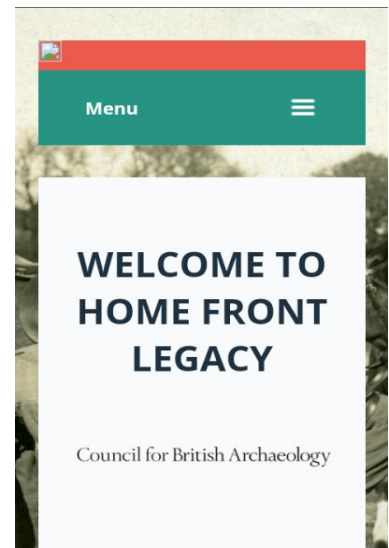 Menu
WELCOME TO
HOME FRONT
LEGACY
Council for British Archaeology